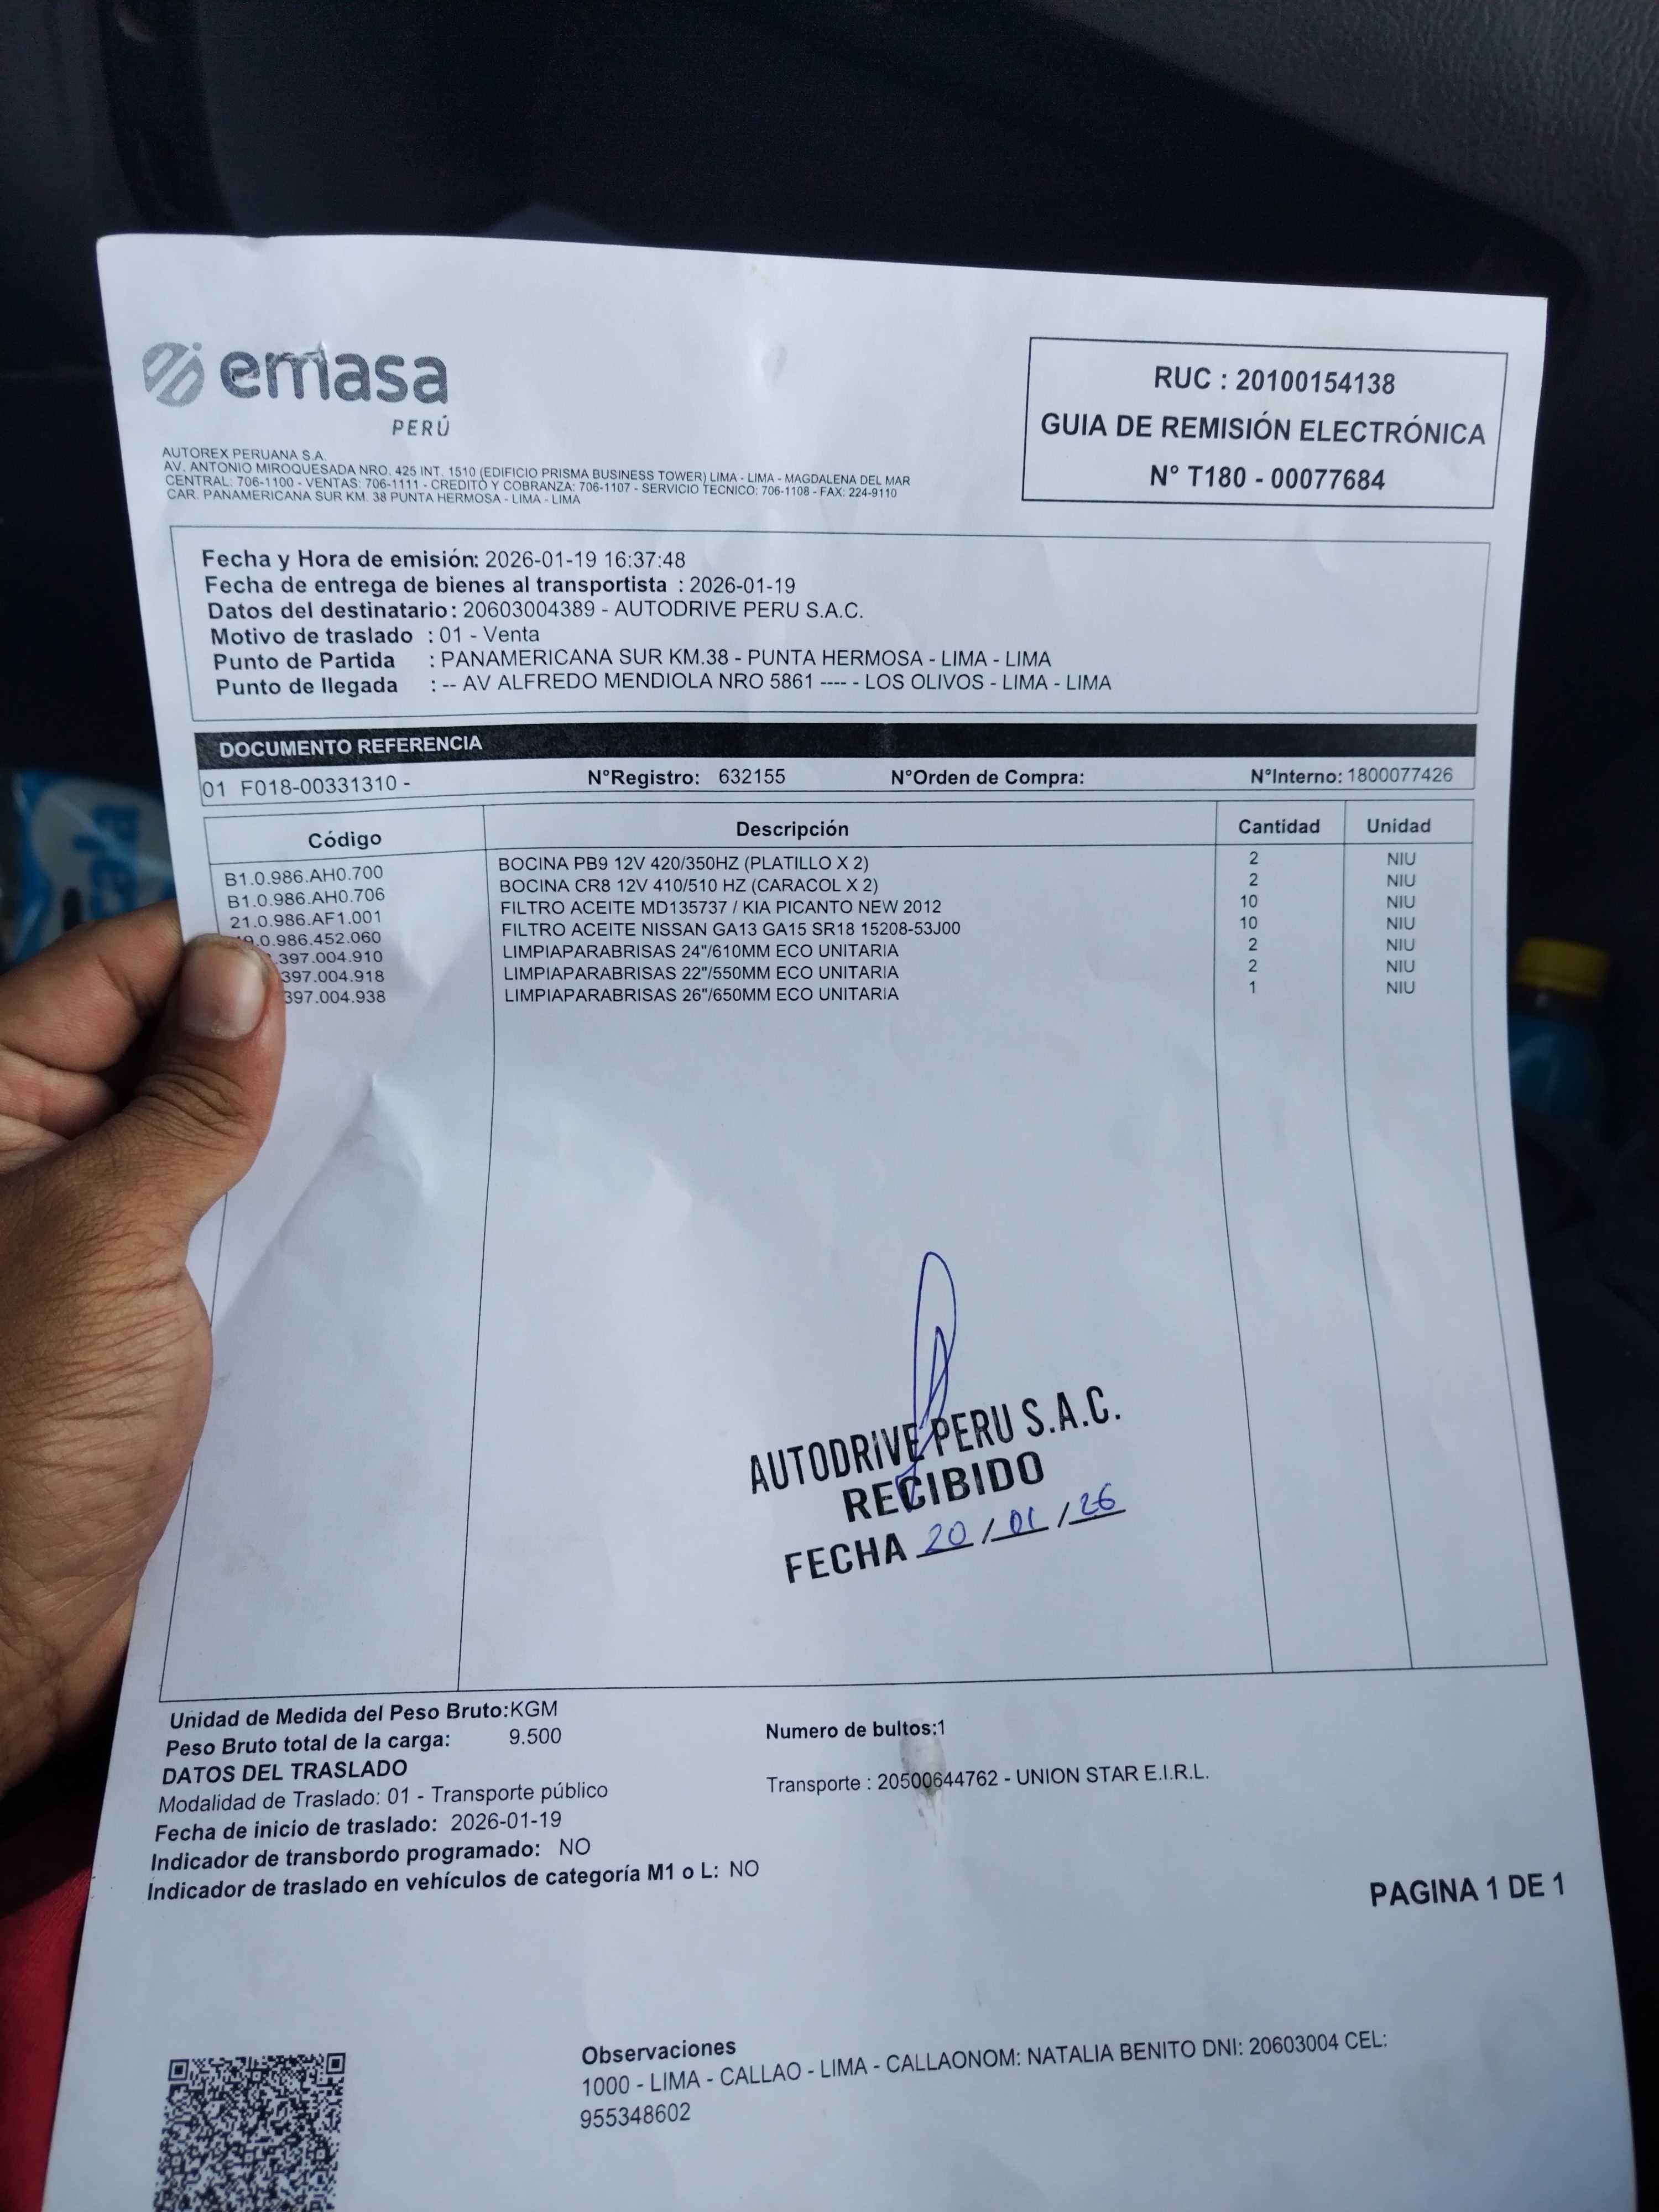 emasa
PERÚ
AUTOREX PERUANA S.A.
AV. ANTONIO MIROQUESADA NRO. 425 INT. 1510 (EDIFICIO PRISMA BUSINESS TOWER) LIMA - LIMA - MAGDALENA DEL MAR
CENTRAL: 706-1100 - VENTAS: 706-1111 - CREDITO Y COBRANZA: 706-1107 - SERVICIO TECNICO: 706-1108 - FAX: 224-9110
CAR. PANAMERICANA SUR KM. 38 PUNTA HERMOSA - LIMA - LIMA
RUC : 20100154138
GUIA DE REMISIÓN ELECTRÓNICA
N° T180 - 00077684
Fecha y Hora de emisión: 2026-01-19 16:37:48
Fecha de entrega de bienes al transportista : 2026-01-19
Datos del destinatario: 20603004389 - AUTODRIVE PERU S.A.C.
Motivo de traslado : 01 - Venta
Punto de Partida : PANAMERICANA SUR KM.38 - PUNTA HERMOSA - LIMA - LIMA
Punto de llegada : -- AV ALFREDO MENDIOLA NRO 5861 ---- - LOS OLIVOS - LIMA - LIMA
DOCUMENTO REFERENCIA
01 F018-00331310 - N°Registro: 632155 N°Orden de Compra: N°Interno: 1800077426
Código Descripción Cantidad Unidad
B1.0.986.AH0.700 BOCINA PB9 12V 420/350HZ (PLATILLO X 2) 2 NIU
B1.0.986.AH0.706 BOCINA CR8 12V 410/510 HZ (CARACOL X 2) 2 NIU
21.0.986.AF1.001 FILTRO ACEITE MD135737 / KIA PICANTO NEW 2012 10 NIU
.0.986.452.060 FILTRO ACEITE NISSAN GA13 GA15 SR18 15208-53J00 10 NIU
.397.004.910 LIMPIAPARABRISAS 24"/610MM ECO UNITARIA 2 NIU
397.004.918 LIMPIAPARABRISAS 22"/550MM ECO UNITARIA 2 NIU
397.004.938 LIMPIAPARABRISAS 26"/650MM ECO UNITARIA 1 NIU
AUTODRIVE PERU S.A.C.
RECIBIDO
FECHA 20/01/26
Unidad de Medida del Peso Bruto:KGM
Peso Bruto total de la carga: 9.500 Numero de bultos:1
DATOS DEL TRASLADO
Modalidad de Traslado: 01 - Transporte público Transporte : 20500644762 - UNION STAR E.I.R.L.
Fecha de inicio de traslado: 2026-01-19
Indicador de transbordo programado: NO
Indicador de traslado en vehículos de categoría M1 o L: NO
PAGINA 1 DE 1
Observaciones
1000 - LIMA - CALLAO - LIMA - CALLAONOM: NATALIA BENITO DNI: 20603004 CEL:
955348602